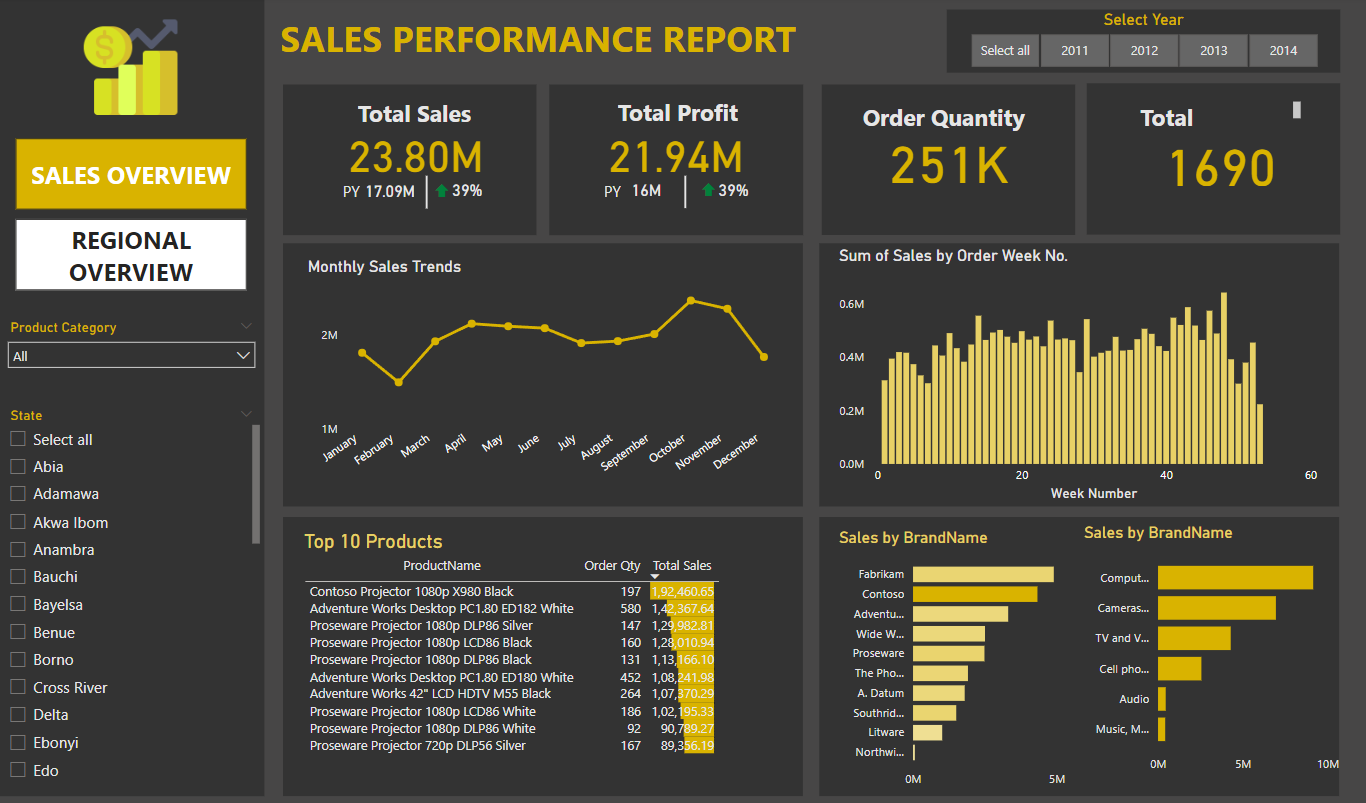 $
SALES OVERVIEW
REGIONAL
OVERVIEW
Product Category
All
State
Select all
Abia
Adamawa
Akwa Ibom
Anambra
Bauchi
Bayelsa
Benue
Borno
Cross River
Delta
Ebonyi
Edo
SALES PERFORMANCE REPORT
Select Year
Select all 2011 2012 2013 2014
Total Sales
23.80M
PY 17.09M 39%
Total Profit
21.94M
PY 16M 39%
Order Quantity
251K
Total
1690
Monthly Sales Trends
2M
1M
January February March April May June July August September October November December
Sum of Sales by Order Week No.
0.6M
0.4M
0.2M
0.0M
0 20 40 60
Week Number
Top 10 Products
ProductName Order Qty Total Sales
Contoso Projector 1080p X980 Black 197 1,92,460.65
Adventure Works Desktop PC1.80 ED182 White 580 1,42,367.64
Proseware Projector 1080p DLP86 Silver 147 1,29,982.81
Proseware Projector 1080p LCD86 Black 160 1,28,010.94
Proseware Projector 1080p DLP86 Black 131 1,13,166.10
Adventure Works Desktop PC1.80 ED180 White 452 1,08,241.98
Adventure Works 42" LCD HDTV M55 Black 264 1,07,370.29
Proseware Projector 1080p LCD86 White 186 1,02,195.33
Proseware Projector 1080p DLP86 White 92 90,789.27
Proseware Projector 720p DLP56 Silver 167 89,356.19
Sales by BrandName
Fabrikam
Contoso
Adventu...
Wide W...
Proseware
The Pho...
A. Datum
Southrid...
Litware
Northwi...
0M 5M
Sales by BrandName
Comput...
Cameras...
TV and V...
Cell pho...
Audio
Music, M...
0M 5M 10M